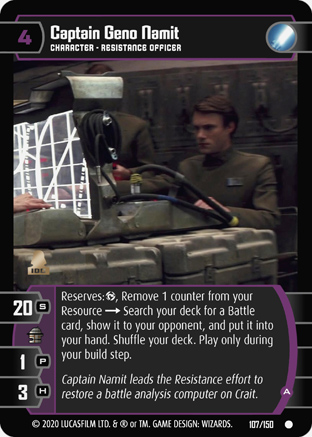 4
Captain Geno Namit
CHARACTER • RESISTANCE OFFICER
IDL
20 S
1 P
3 H
Reserves: , Remove 1 counter from your
Resource → Search your deck for a Battle
card, show it to your opponent, and put it into
your hand. Shuffle your deck. Play only during
your build step.
Captain Namit leads the Resistance effort to
restore a battle analysis computer on Crait.
A
© 2020 LUCASFILM LTD. & ® or TM. GAME DESIGN: WIZARDS.
107/150